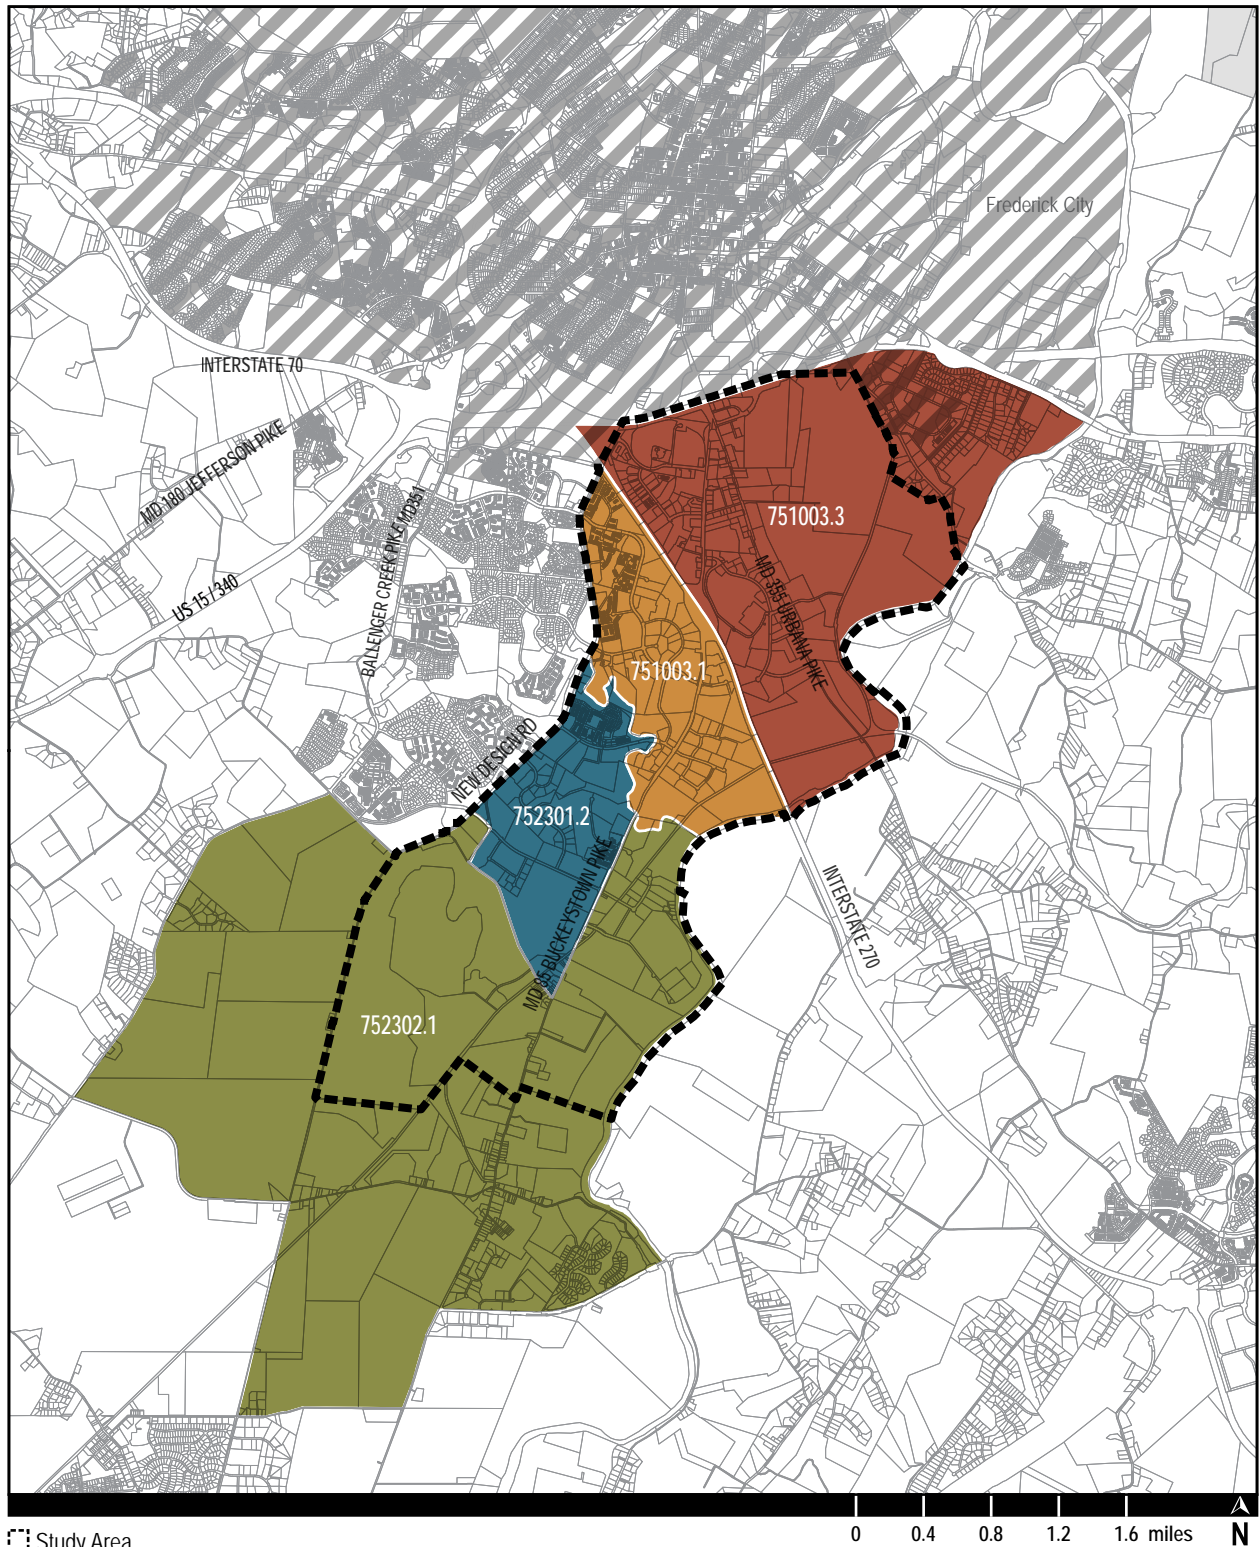 Frederick City
INTERSTATE 70
MD 180 JEFFERSON PIKE
US 15 / 340
BALLENGER CREEK PIKE MD351
751003.3
MD 355 URBANA PIKE
751003.1
NEW DESIGN RD
752301.2
MD 85 BUCKEYSTOWN PIKE
INTERSTATE 270
752302.1
0 0.4 0.8 1.2 1.6 miles
N
Study Area